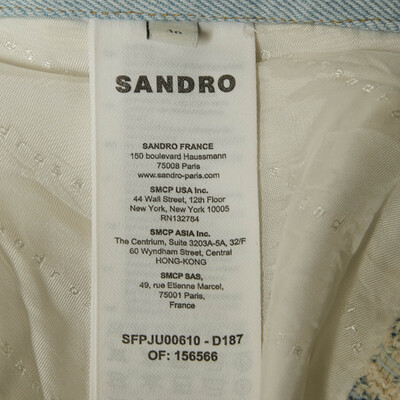 SANDRO
SANDRO FRANCE
150 boulevard Haussmann
75008 Paris
www.sandro-paris.com
SMCP USA Inc.
44 Wall Street, 12th Floor
New York, New York 10005
RN132784
SMCP ASIA Inc.
The Centrium, Suite 3203A-5A, 32/F
60 Wyndham Street, Central
HONG-KONG
SMCP SAS,
49, rue Etienne Marcel,
75001 Paris,
France
SFPJU00610 - D187
OF: 156566